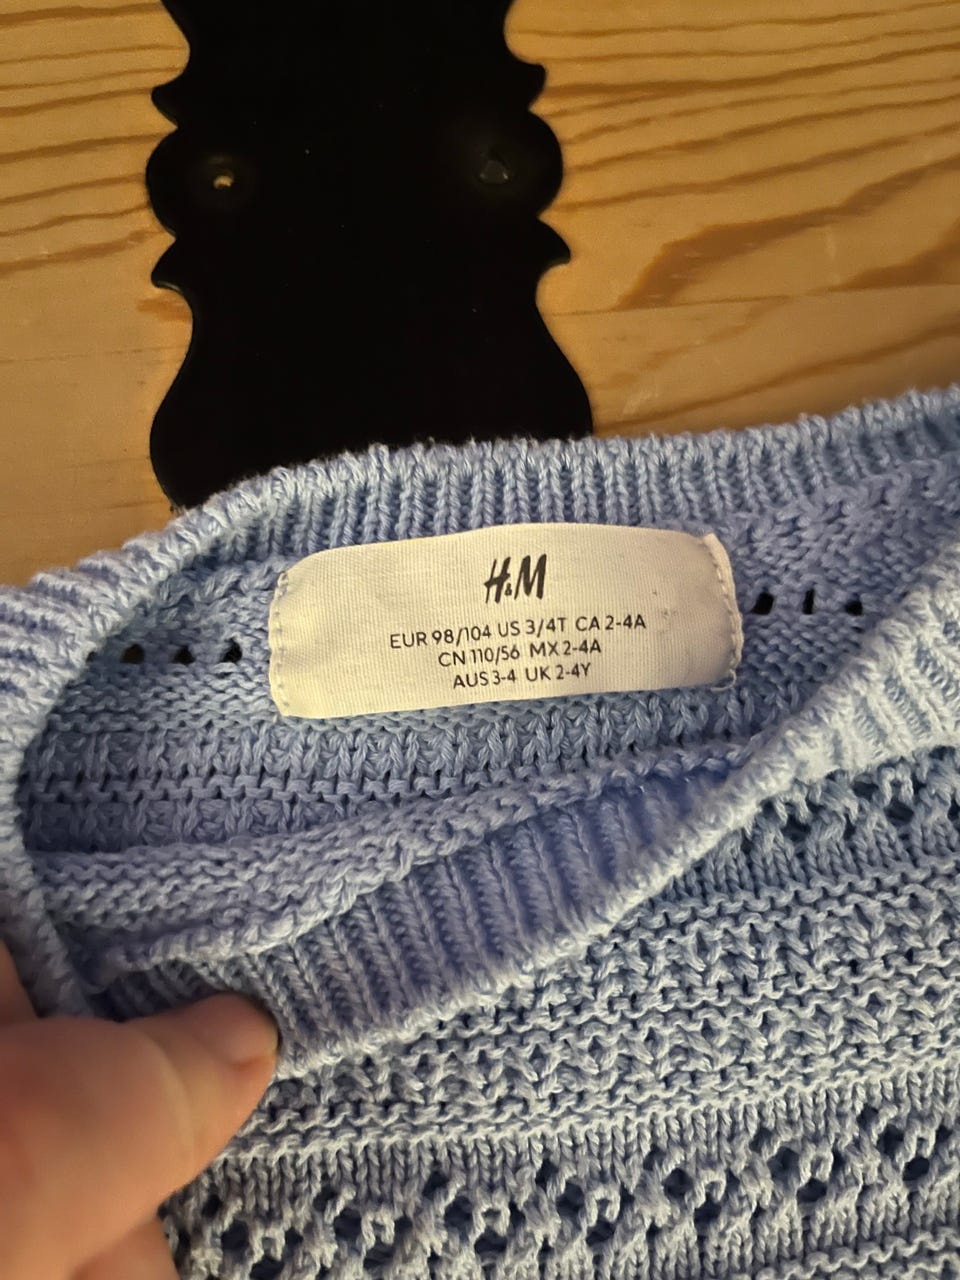 H&M
EUR 98/104 US 3/4T CA 2-4A
CN 110/56 MX 2-4A
AUS 3-4 UK 2-4Y